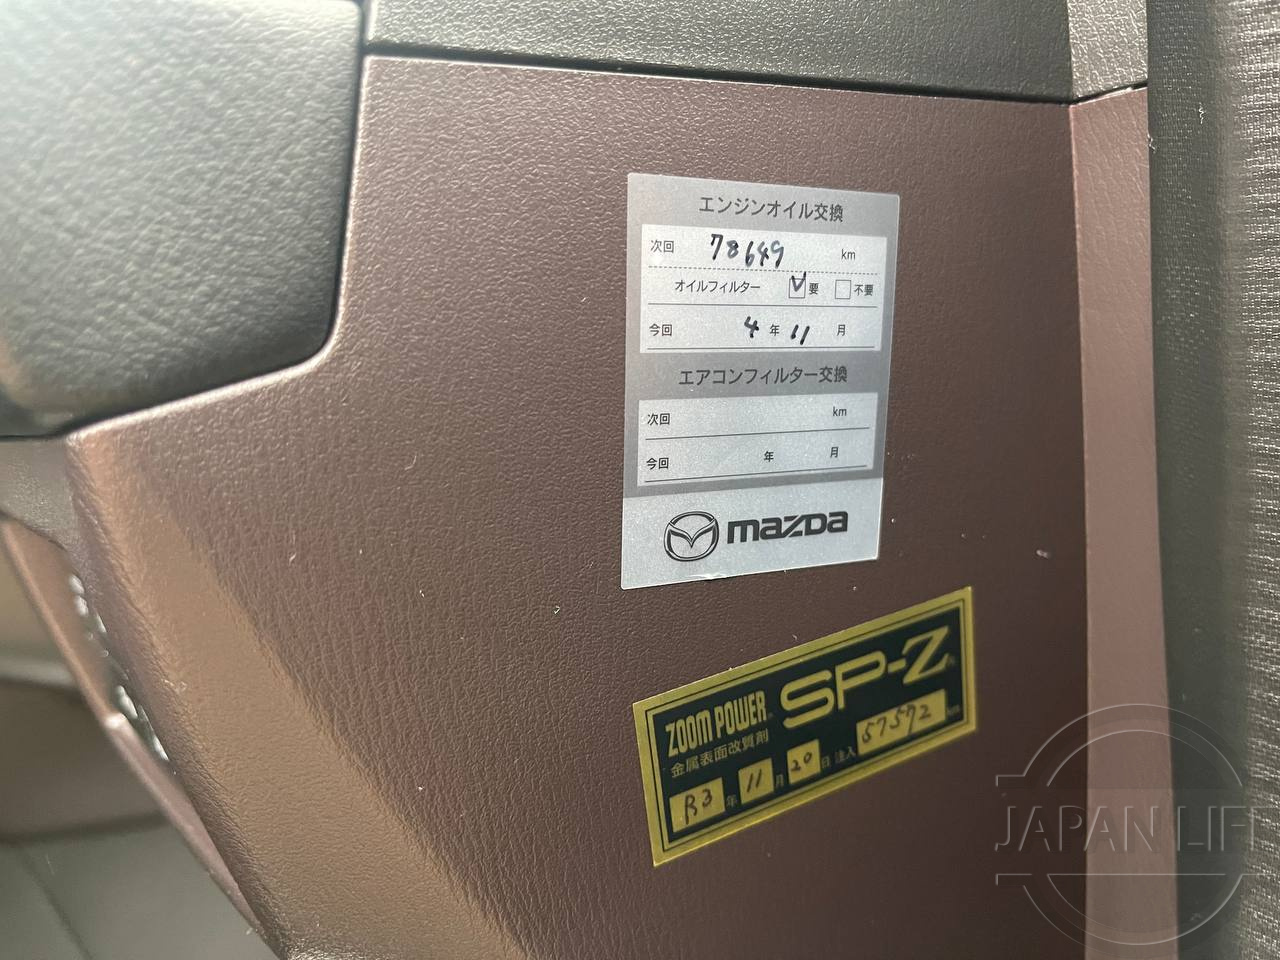 エンジンオイル交換
次回 78649 km
オイルフィルター ☑要 ☐不要
今回 4 年 11 月
エアコンフィルター交換
次回 km
今回 年 月
mazda
ZOOM POWER® SP-Z®
金属表面改質剤
R3 年 11 月 20 日 注入 57572 km
JAPAN LIFE